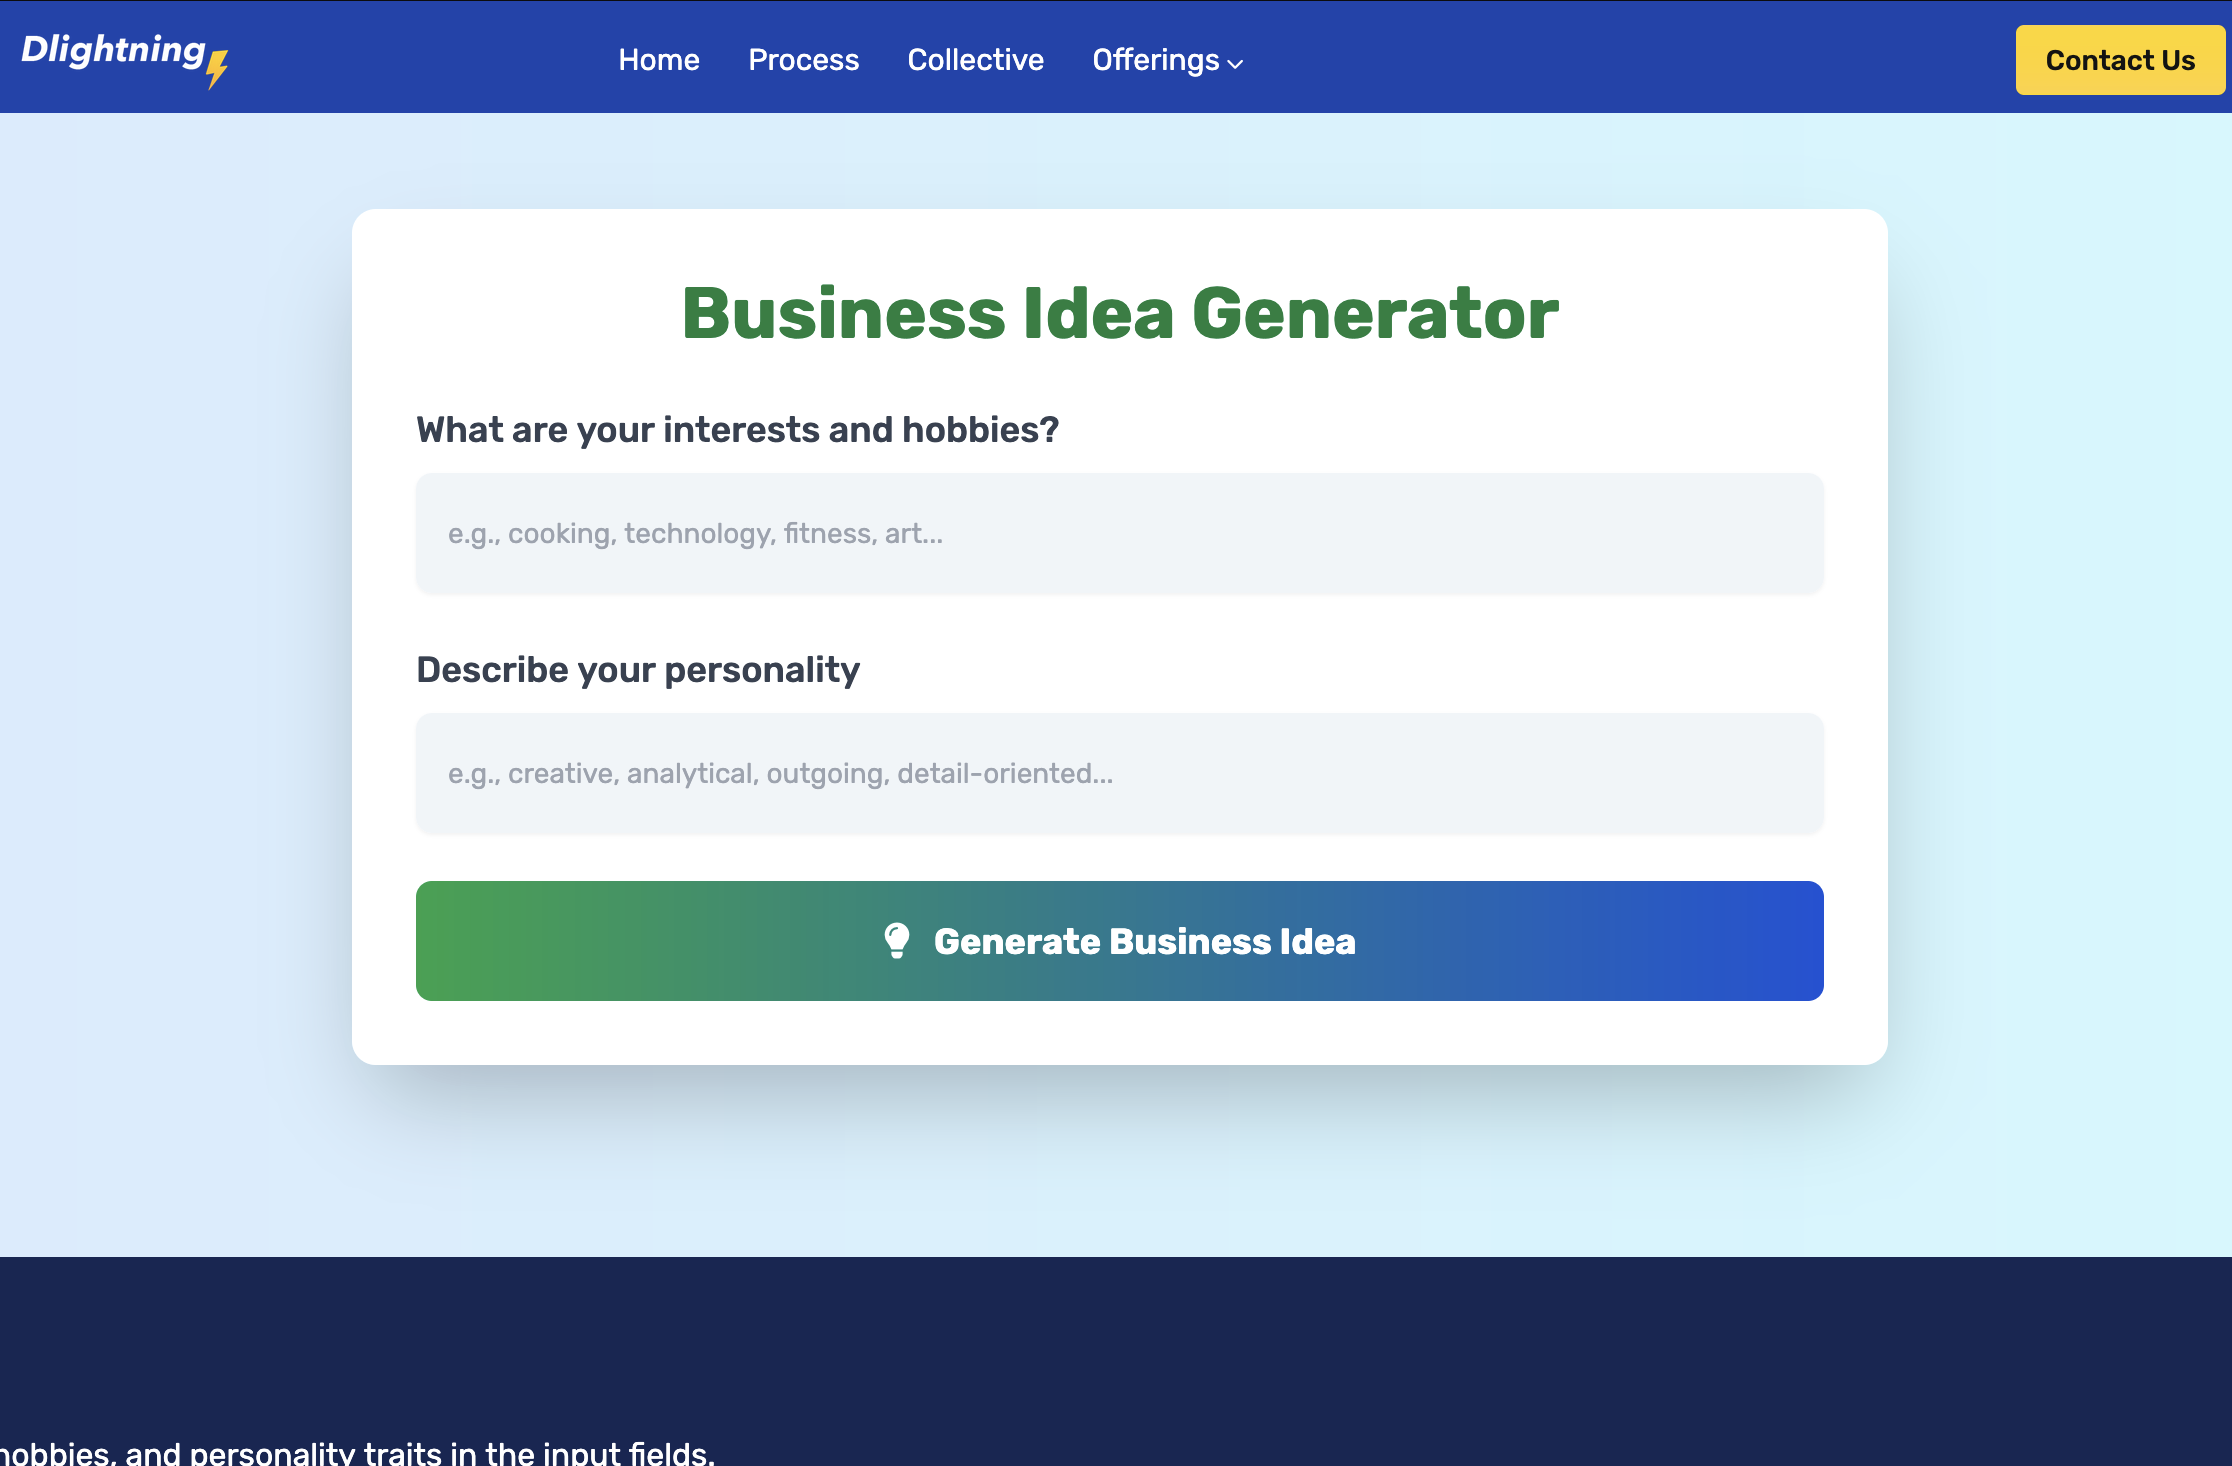 Dlightning
Home Process Collective Offerings
Contact Us
Business Idea Generator
What are your interests and hobbies?
e.g., cooking, technology, fitness, art...
Describe your personality
e.g., creative, analytical, outgoing, detail-oriented...
Generate Business Idea
hobbies, and personality traits in the input fields.